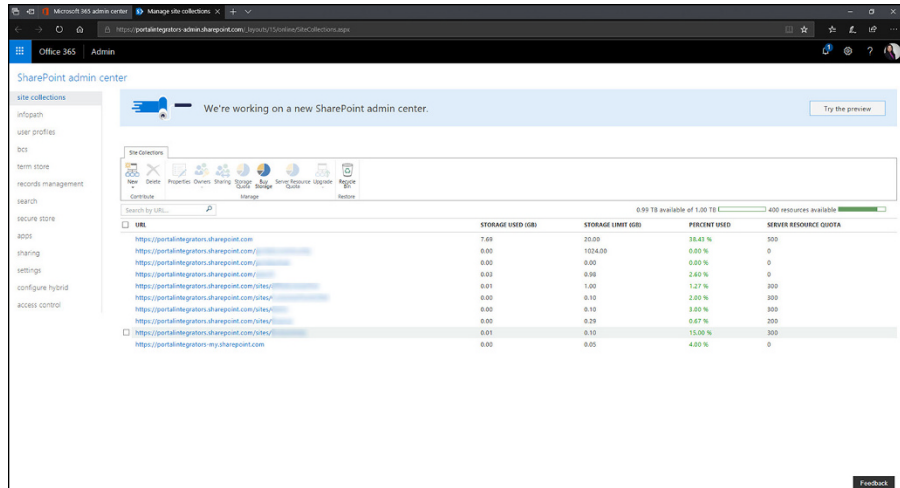 Microsoft 365 admin center
Manage site collections
https://portalintegrators-admin.sharepoint.com/_layouts/15/online/SiteCollections.aspx
Office 365 Admin
1
?
SharePoint admin center
site collections
infopath
user profiles
bcs
term store
records management
search
secure store
apps
sharing
settings
configure hybrid
access control
We're working on a new SharePoint admin center.
Try the preview
Site Collections
New Delete Properties Owners Sharing Storage Quota Buy Storage Server Resource Quota Upgrade Recycle Bin
Contribute Manage Restore
Search by URL...
0.99 TB available of 1.00 TB
400 resources available
URL STORAGE USED (GB) STORAGE LIMIT (GB) PERCENT USED SERVER RESOURCE QUOTA
https://portalintegrators.sharepoint.com 7.69 20.00 38.43 % 300
https://portalintegrators.sharepoint.com/ 0.00 1024.00 0.00 % 0
https://portalintegrators.sharepoint.com/ 0.00 0.00 0.00 % 0
https://portalintegrators.sharepoint.com/ 0.03 0.98 2.60 % 0
https://portalintegrators.sharepoint.com/sites/ 0.01 1.00 1.27 % 300
https://portalintegrators.sharepoint.com/sites/ 0.00 0.10 2.00 % 300
https://portalintegrators.sharepoint.com/sites/ 0.00 0.10 3.00 % 300
https://portalintegrators.sharepoint.com/sites/ 0.00 0.29 0.67 % 200
https://portalintegrators.sharepoint.com/sites/ 0.01 0.10 15.00 % 300
https://portalintegrators-my.sharepoint.com 0.00 0.05 4.00 % 0
Feedback